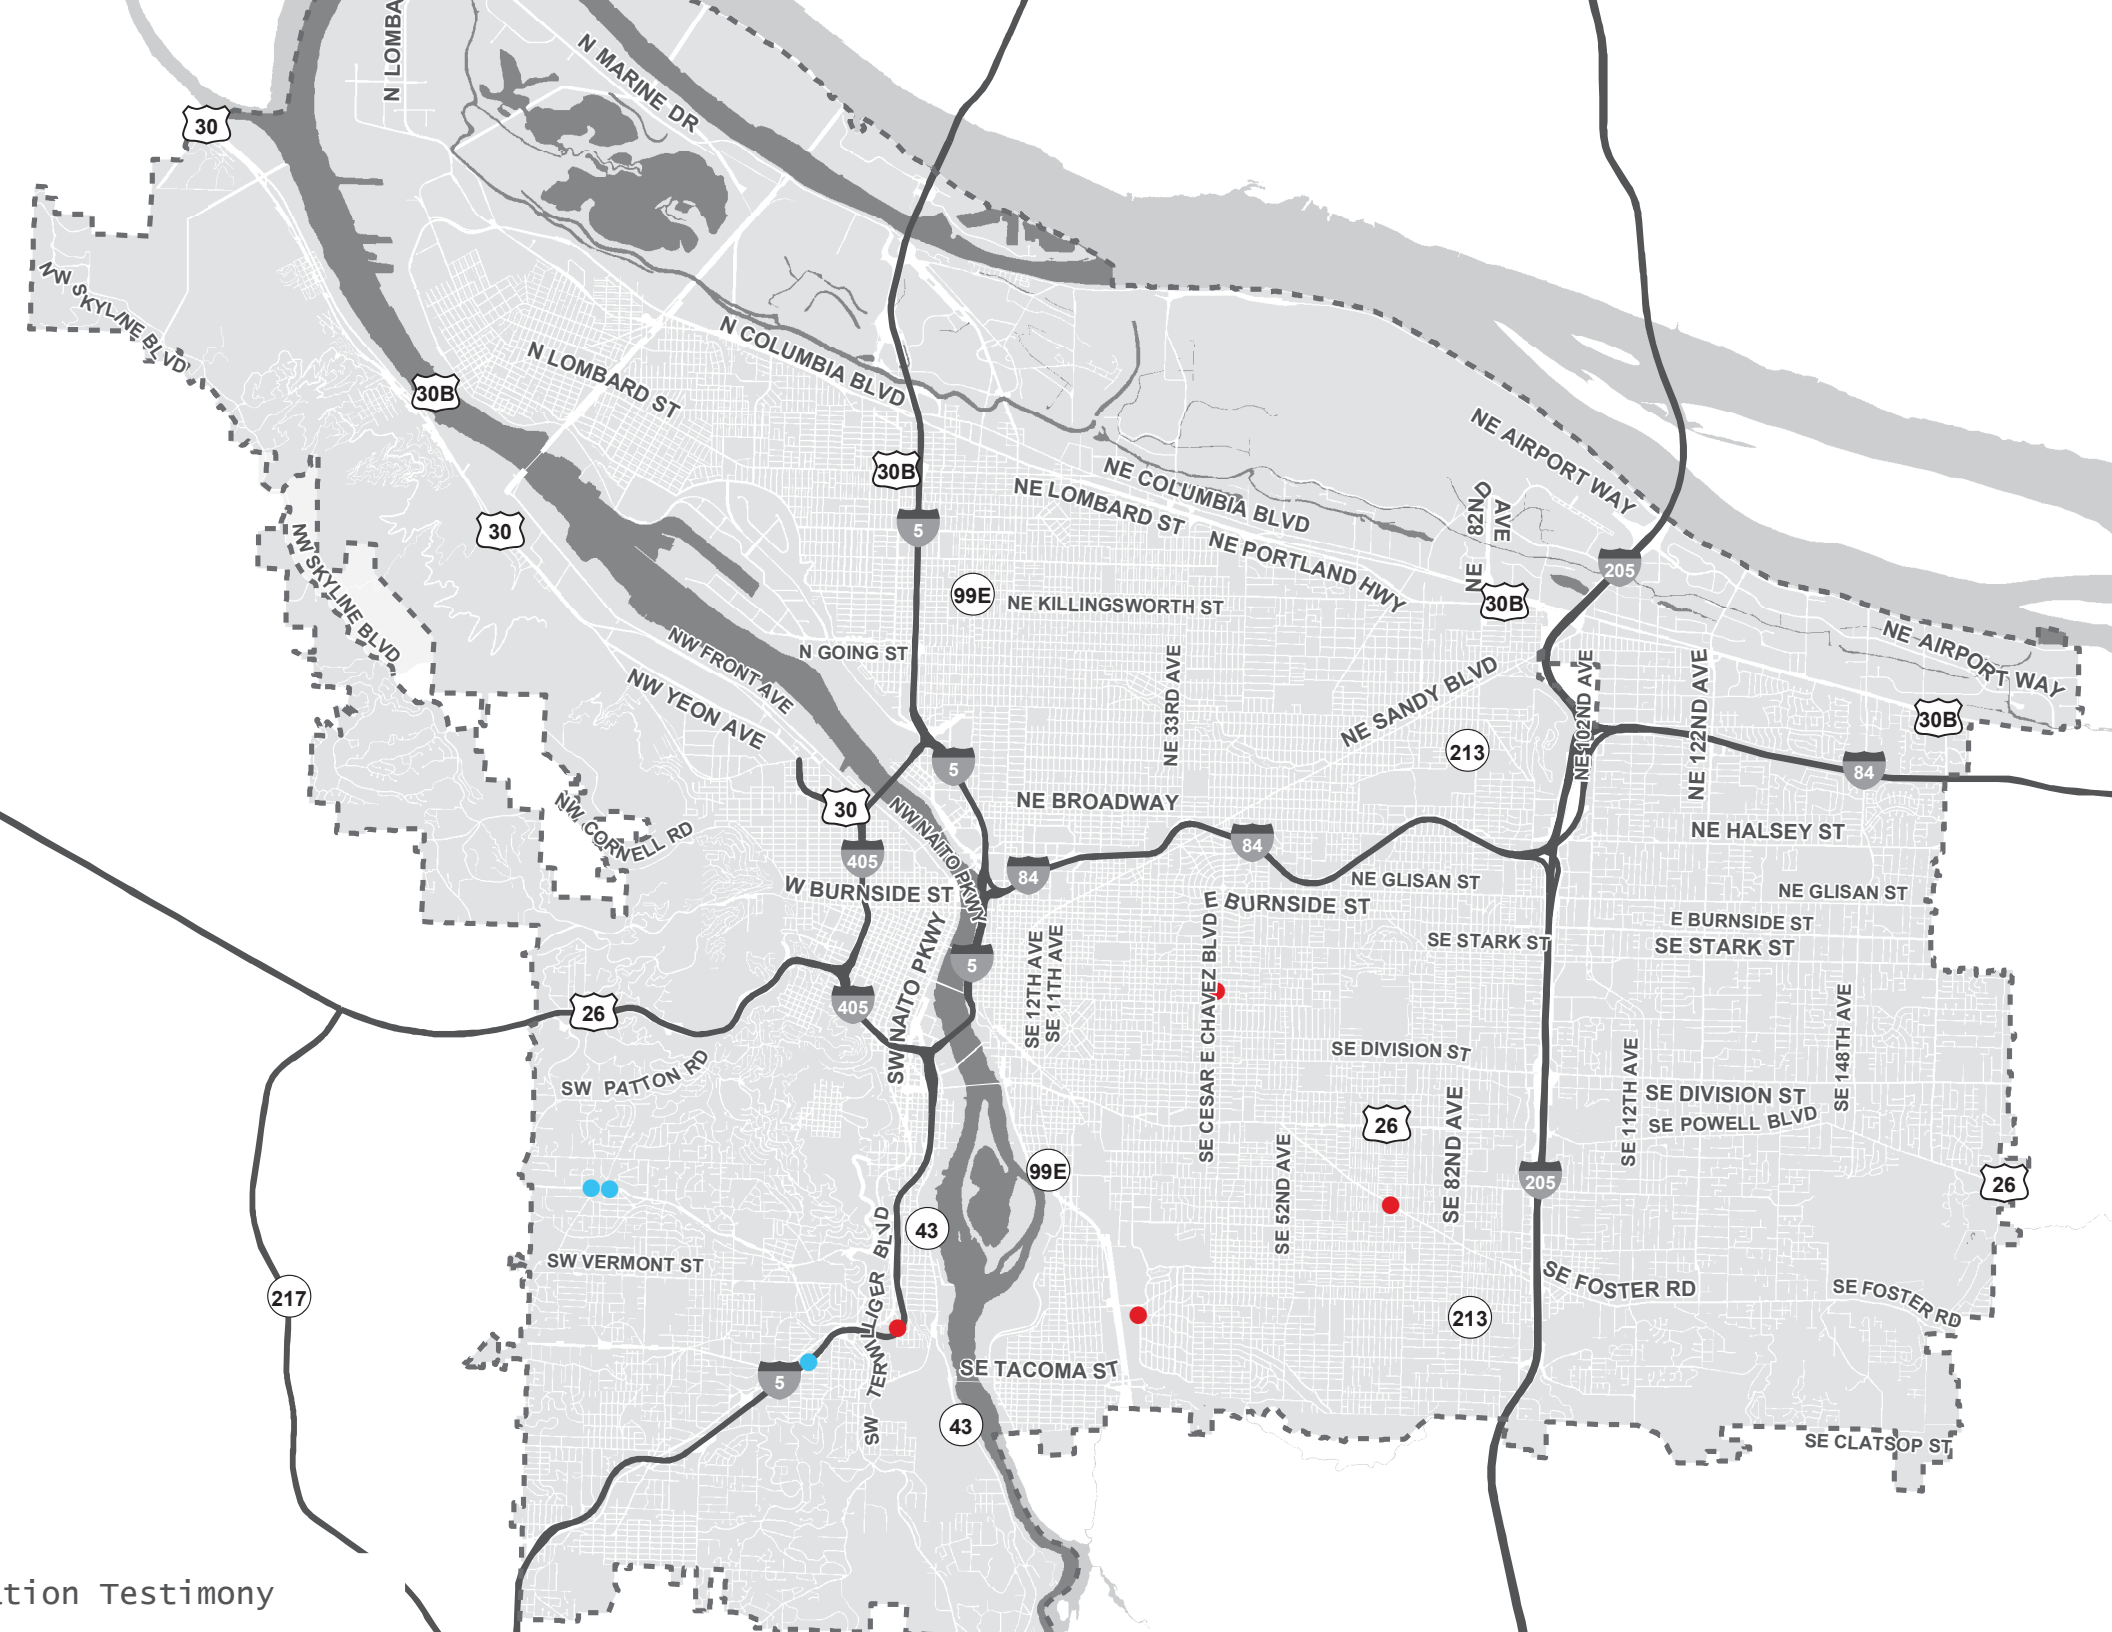 N LOMBA
N MARINE DR
30
NW SKYLINE BLVD
N COLUMBIA BLVD
N LOMBARD ST
30B
NE AIRPORT WAY
30B
NE COLUMBIA BLVD
NE LOMBARD ST
NE 82ND AVE
5
30
NE PORTLAND HWY
205
NW SKYLINE BLVD
99E
NE KILLINGSWORTH ST
30B
N GOING ST
NW FRONT AVE
NE AIRPORT WAY
NW YEON AVE
NE 33RD AVE
NE SANDY BLVD
NE 102ND AVE
NE 122ND AVE
30B
213
5
84
30
NW NAITO PKWY
NE BROADWAY
NW CORNELL RD
NE HALSEY ST
84
405
84
W BURNSIDE ST
NE GLISAN ST
NE GLISAN ST
E BURNSIDE ST
E BURNSIDE ST
SE STARK ST
SE STARK ST
5
SW NAITO PKWY
SE 12TH AVE
SE 11TH AVE
SE CESAR E CHAVEZ BLVD
26
405
SE 148TH AVE
SE DIVISION ST
SW PATTON RD
SE 112TH AVE
SE DIVISION ST
SE POWELL BLVD
26
SE 82ND AVE
SE 52ND AVE
99E
205
26
43
SW TERWILLIGER BLVD
SW VERMONT ST
217
SE FOSTER RD
SE FOSTER RD
213
SE TACOMA ST
5
43
SE CLATSOP ST
tion Testimony